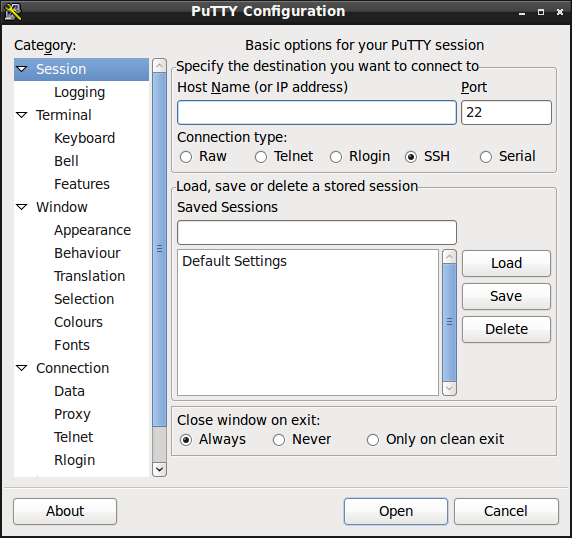 PuTTY Configuration
Category:
Session
Logging
Terminal
Keyboard
Bell
Features
Window
Appearance
Behaviour
Translation
Selection
Colours
Fonts
Connection
Data
Proxy
Telnet
Rlogin
Basic options for your PuTTY session
Specify the destination you want to connect to
Host Name (or IP address) Port
22
Connection type:
Raw Telnet Rlogin SSH Serial
Load, save or delete a stored session
Saved Sessions
Default Settings
Load
Save
Delete
Close window on exit:
Always Never Only on clean exit
About Open Cancel